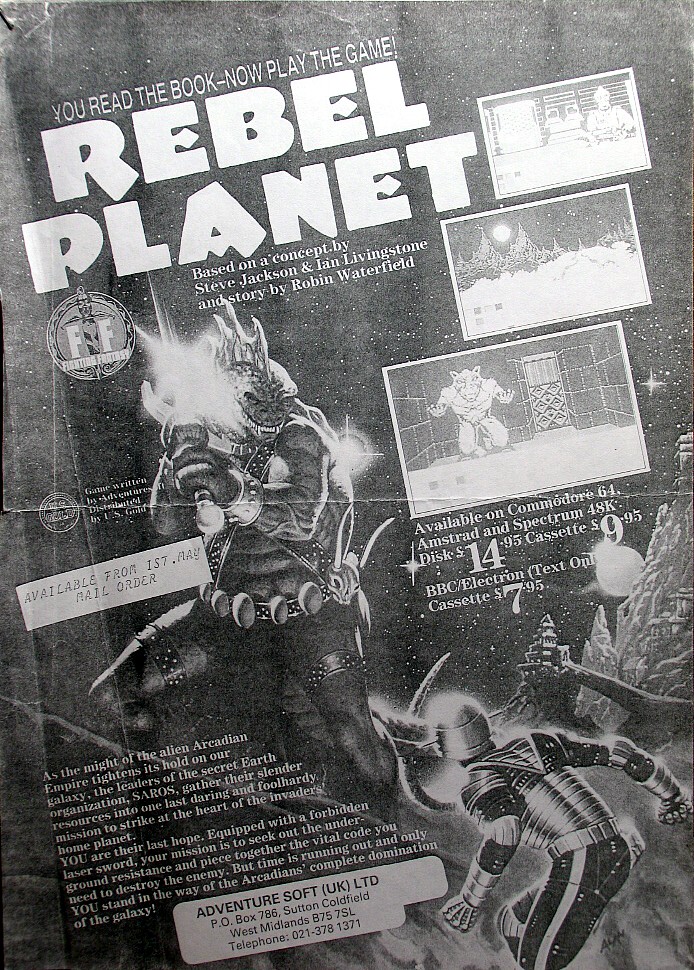 YOU READ THE BOOK–NOW PLAY THE GAME!
REBEL
PLANET
Based on a concept by
Steve Jackson & Ian Livingstone
and story by Robin Waterfield
FF
FIGHTING FANTASY
Game written
by Adventure
Distributed
by U.S. Gold
AVAILABLE FROM 1ST.MAY
MAIL ORDER
Available on Commodore 64,
Amstrad and Spectrum 48K
Disk £14.95 Cassette £9.95
BBC/Electron (Text Onl
Cassette £7.95
As the might of the alien Arcadian
Empire tightens its hold on our
galaxy, the leaders of the secret Earth
organization, SAROS, gather their slender
resources into one last daring and foolhardy
mission to strike at the heart of the invaders'
home planet.
YOU are their last hope. Equipped with a forbidden
laser sword, your mission is to seek out the under-
ground resistance and piece together the vital code you
need to destroy the enemy. But time is running out and only
YOU stand in the way of the Arcadians' complete domination
of the galaxy!
ADVENTURE SOFT (UK) LTD
P.O. Box 786, Sutton Coldfield
West Midlands B75 7SL
Telephone: 021-378 1371